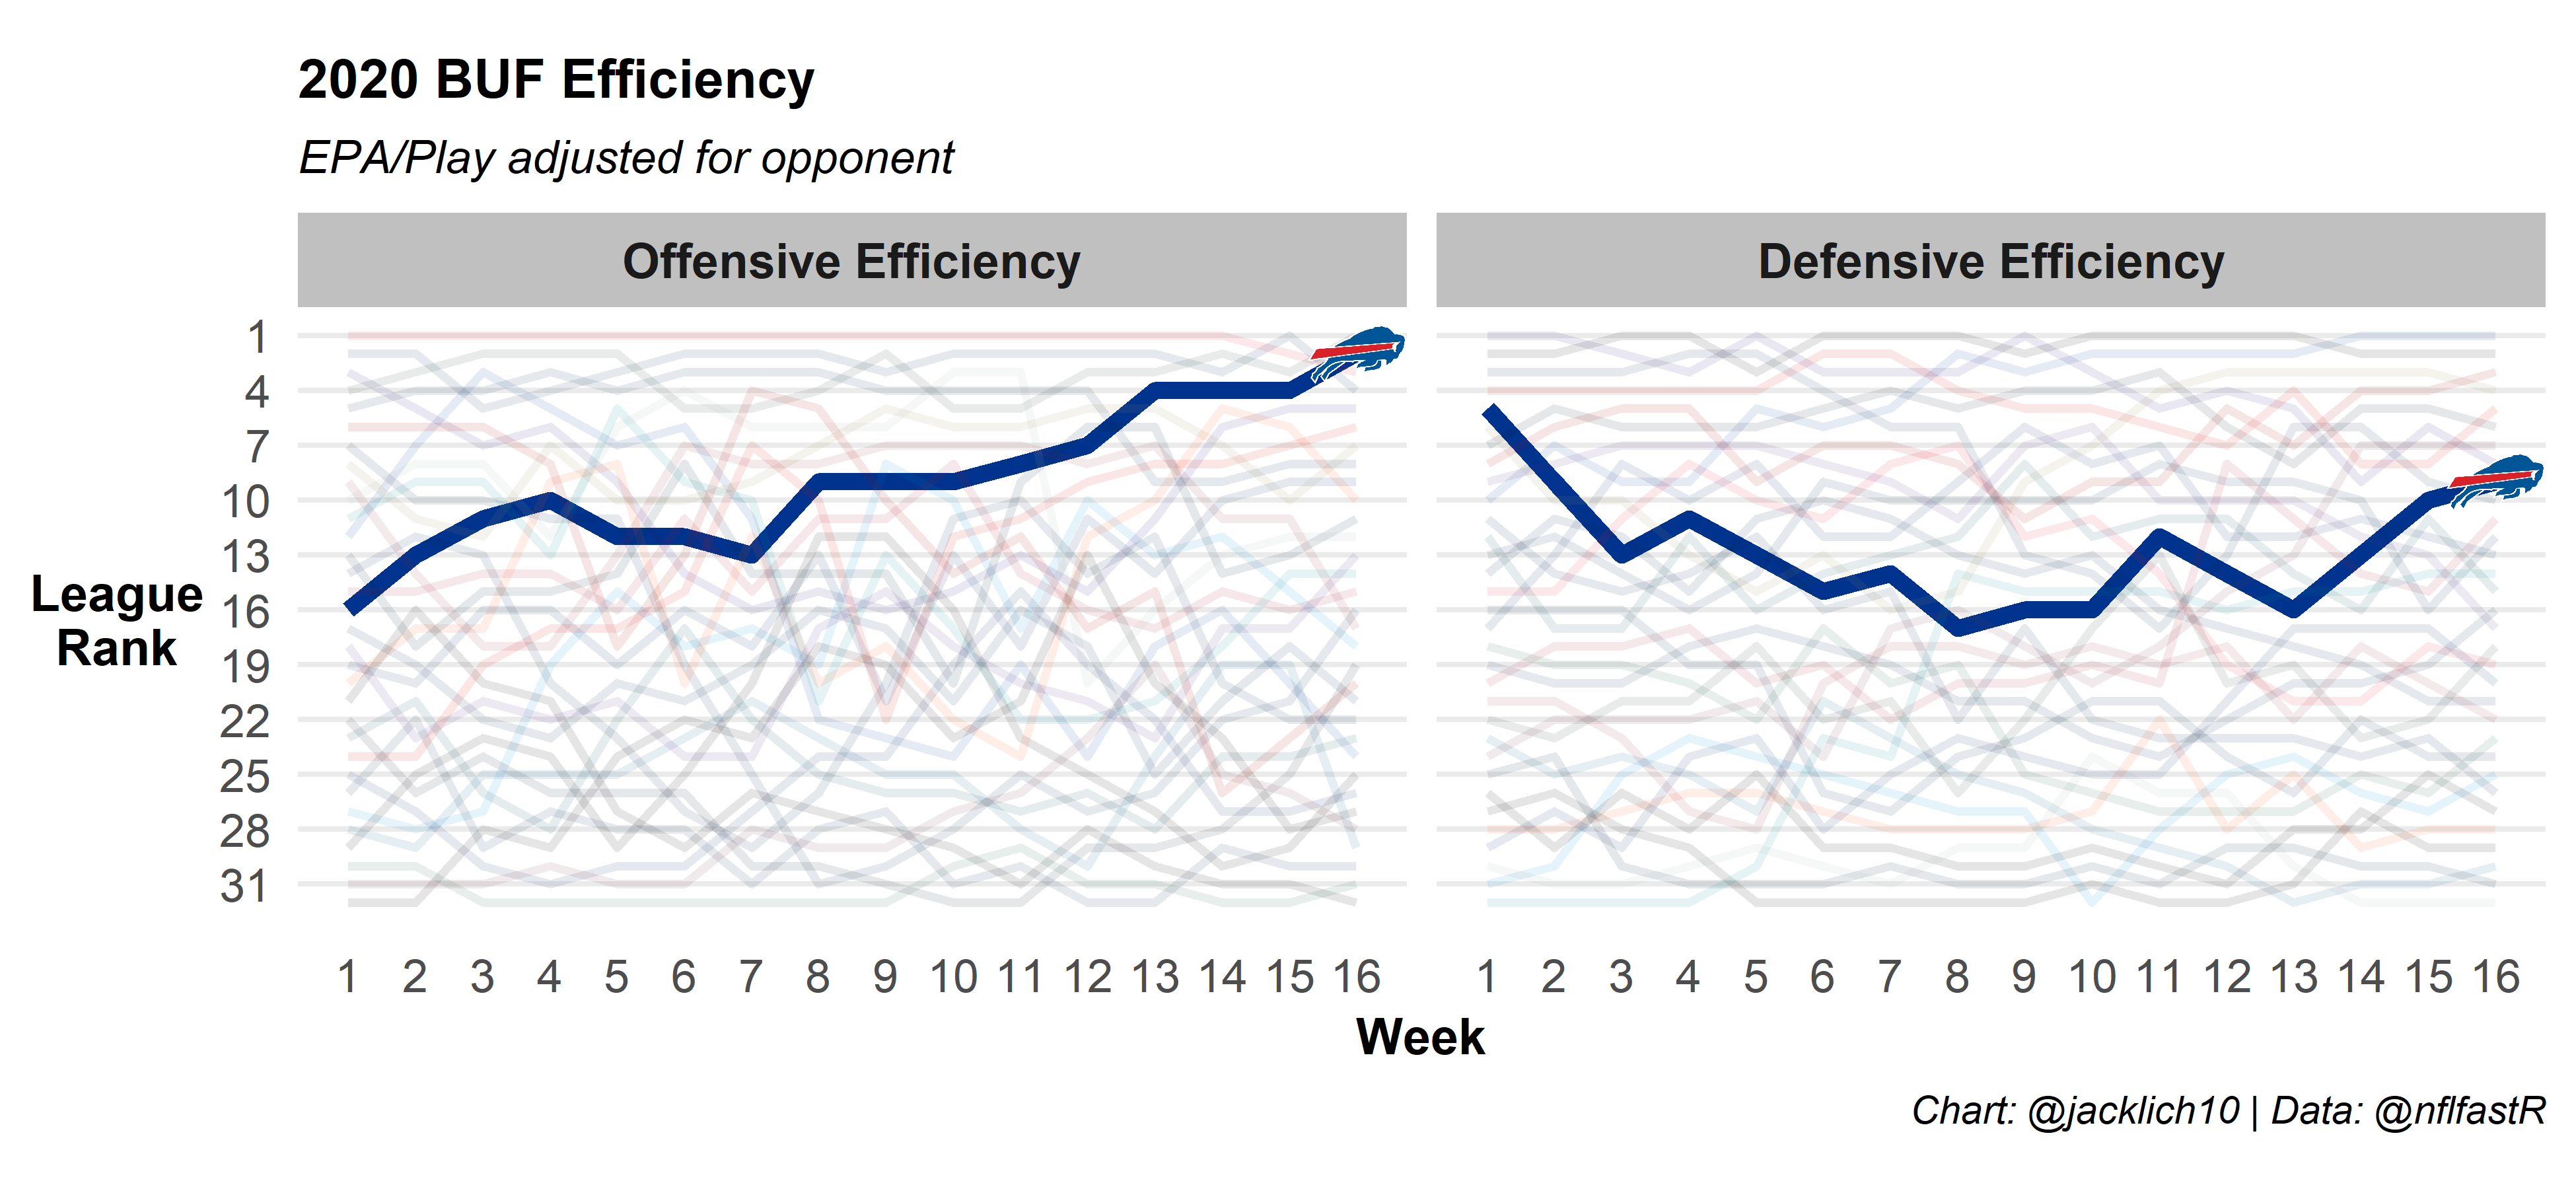 2020 BUF Efficiency
EPA/Play adjusted for opponent
Offensive Efficiency
Defensive Efficiency
League
Rank
1
4
7
10
13
16
19
22
25
28
31
1 2 3 4 5 6 7 8 9 10 11 12 13 14 15 16
1 2 3 4 5 6 7 8 9 10 11 12 13 14 15 16
Week
Chart: @jacklich10 | Data: @nflfastR